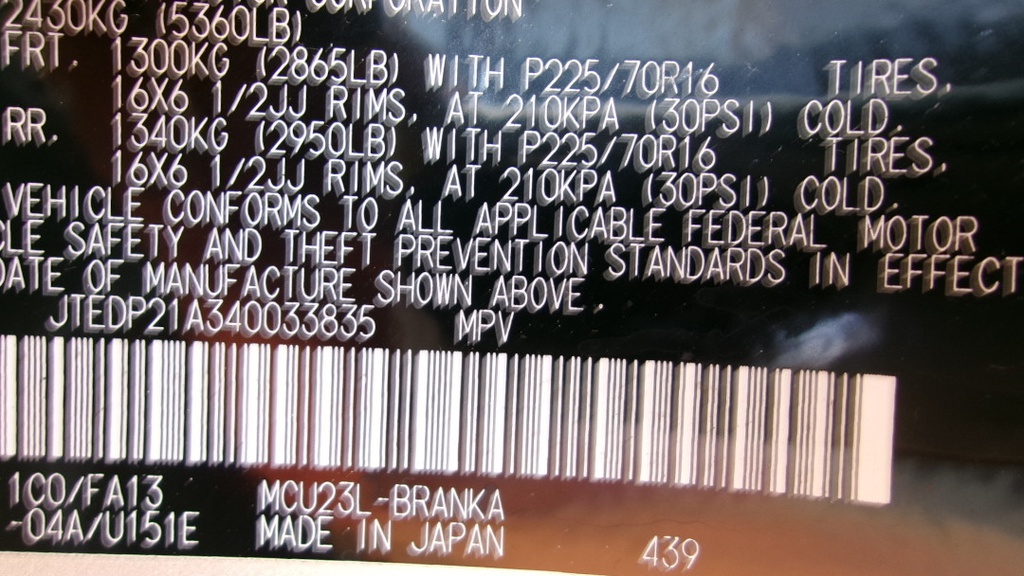 CORPORATION
2430KG (5360LB)
FRT. 1300KG (2865LB) WITH P225/70R16 TIRES,
16X6 1/2JJ RIMS, AT 210KPA (30PSI) COLD.
RR. 1340KG (2950LB) WITH P225/70R16 TIRES,
16X6 1/2JJ RIMS, AT 210KPA (30PSI) COLD.
VEHICLE CONFORMS TO ALL APPLICABLE FEDERAL MOTOR
CLE SAFETY AND THEFT PREVENTION STANDARDS IN EFFECT
DATE OF MANUFACTURE SHOWN ABOVE.
JTEDP21A340033835 MPV
1C0/FA13 MCU23L-BRANKA
-04A/U151E MADE IN JAPAN 439